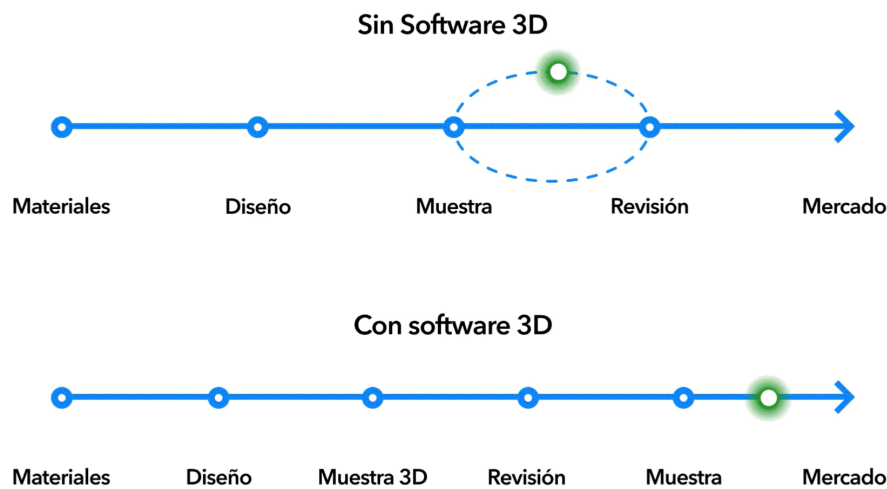 Sin Software 3D
Materiales Diseño Muestra Revisión Mercado
Con software 3D
Materiales Diseño Muestra 3D Revisión Muestra Mercado